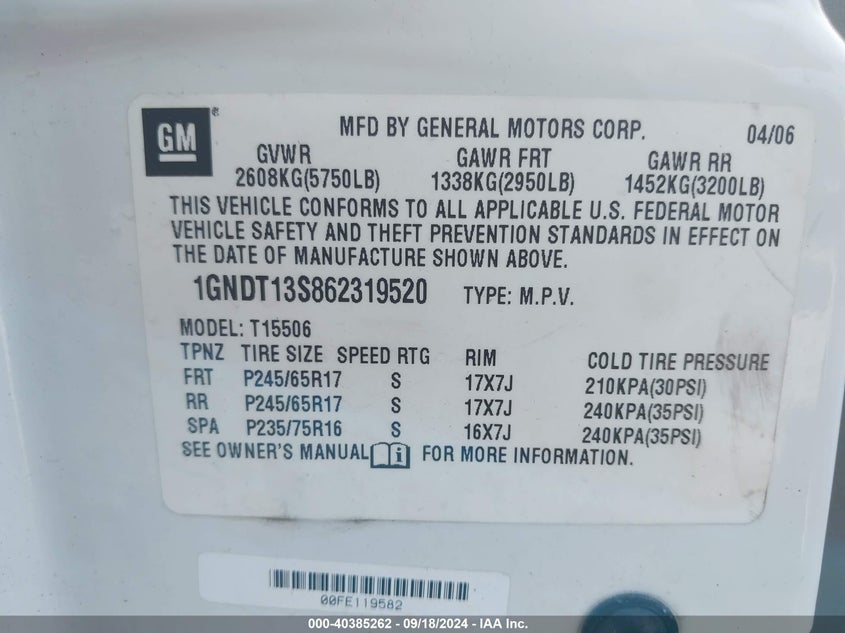 GM®
MFD BY GENERAL MOTORS CORP. 04/06
GVWR GAWR FRT GAWR RR
2608KG(5750LB) 1338KG(2950LB) 1452KG(3200LB)
THIS VEHICLE CONFORMS TO ALL APPLICABLE U.S. FEDERAL MOTOR
VEHICLE SAFETY AND THEFT PREVENTION STANDARDS IN EFFECT ON
THE DATE OF MANUFACTURE SHOWN ABOVE.
1GNDT13S862319520 TYPE: M.P.V.
MODEL: T15506
TPNZ TIRE SIZE SPEED RTG RIM COLD TIRE PRESSURE
FRT P245/65R17 S 17X7J 210KPA(30PSI)
RR P245/65R17 S 17X7J 240KPA(35PSI)
SPA P235/75R16 S 16X7J 240KPA(35PSI)
SEE OWNER'S MANUAL i FOR MORE INFORMATION.
00FE119582
000-40385262 - 09/18/2024 - IAA Inc.